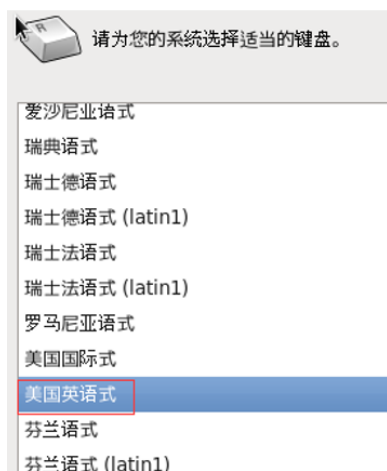 请为您的系统选择适当的键盘。
爱沙尼亚语式
瑞典语式
瑞士德语式
瑞士德语式 (latin1)
瑞士法语式
瑞士法语式 (latin1)
罗马尼亚语式
美国国际式
美国英语式
芬兰语式
芬兰语式 (latin1)